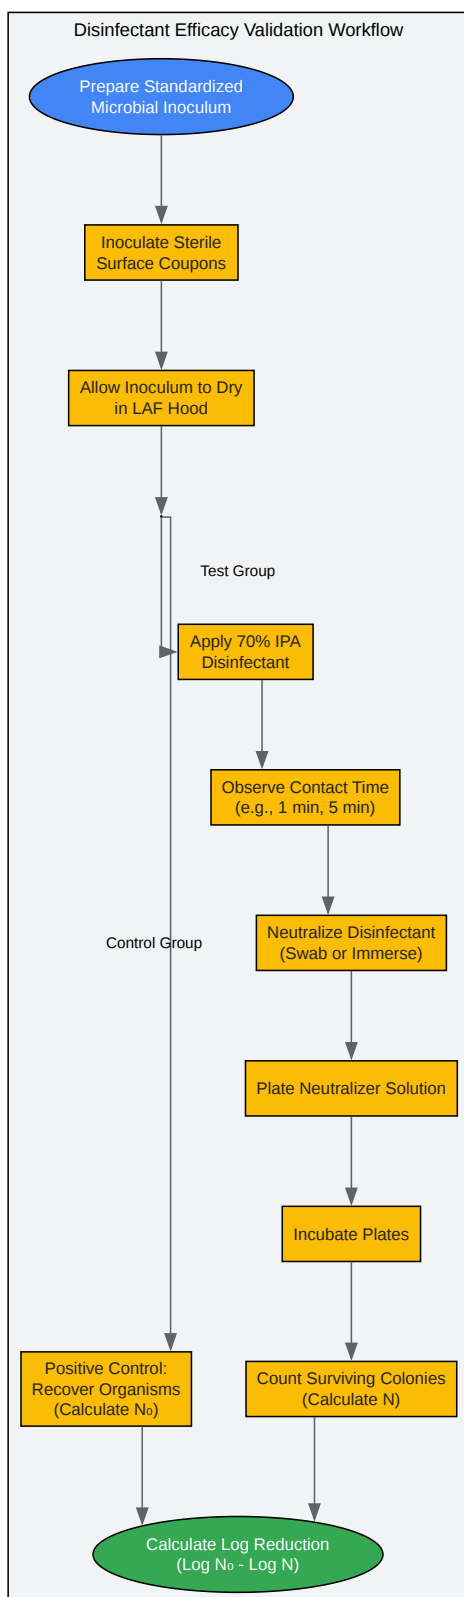 Disinfectant Efficacy Validation Workflow
Prepare Standardized
Microbial Inoculum
Inoculate Sterile
Surface Coupons
Allow Inoculum to Dry
in LAF Hood
Test Group
Apply 70% IPA
Disinfectant
Observe Contact Time
(e.g., 1 min, 5 min)
Neutralize Disinfectant
(Swab or Immerse)
Control Group
Plate Neutralizer Solution
Incubate Plates
Positive Control:
Recover Organisms
(Calculate N₀)
Count Surviving Colonies
(Calculate N)
Calculate Log Reduction
(Log N₀ - Log N)